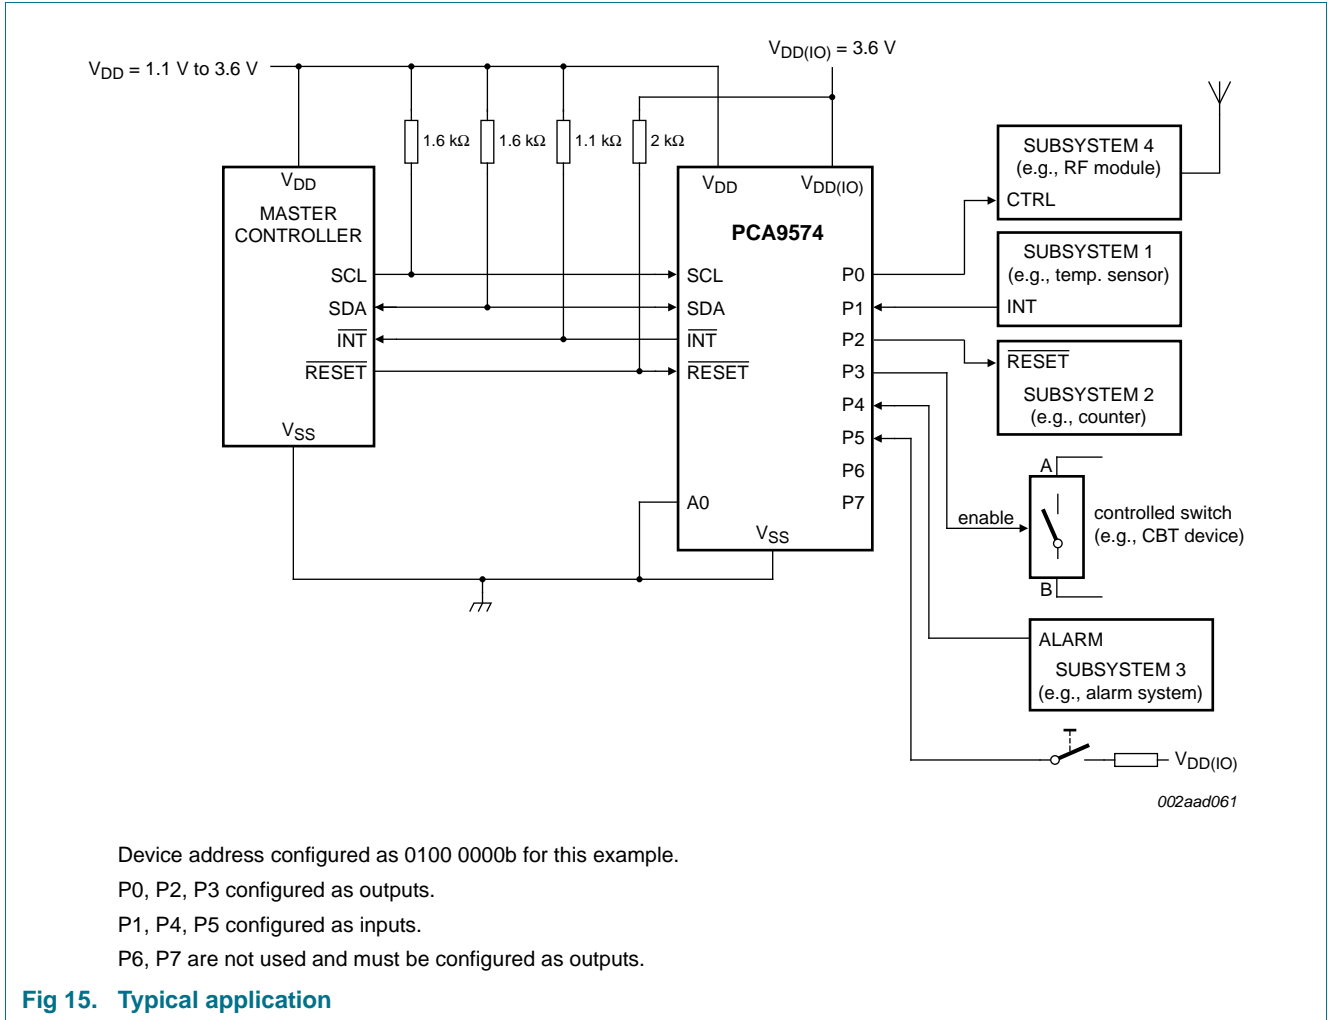 VDD = 1.1 V to 3.6 V
VDD(IO) = 3.6 V
1.6 kΩ
1.6 kΩ
1.1 kΩ
2 kΩ
VDD
MASTER
CONTROLLER
SCL
SDA
INT
RESET
VSS
VDD
VDD(IO)
PCA9574
SCL
SDA
INT
RESET
A0
VSS
P0
P1
P2
P3
P4
P5
P6
P7
SUBSYSTEM 4
(e.g., RF module)
CTRL
SUBSYSTEM 1
(e.g., temp. sensor)
INT
RESET
SUBSYSTEM 2
(e.g., counter)
A
enable
B
controlled switch
(e.g., CBT device)
ALARM
SUBSYSTEM 3
(e.g., alarm system)
VDD(IO)
002aad061
Device address configured as 0100 0000b for this example.
P0, P2, P3 configured as outputs.
P1, P4, P5 configured as inputs.
P6, P7 are not used and must be configured as outputs.
Fig 15. Typical application